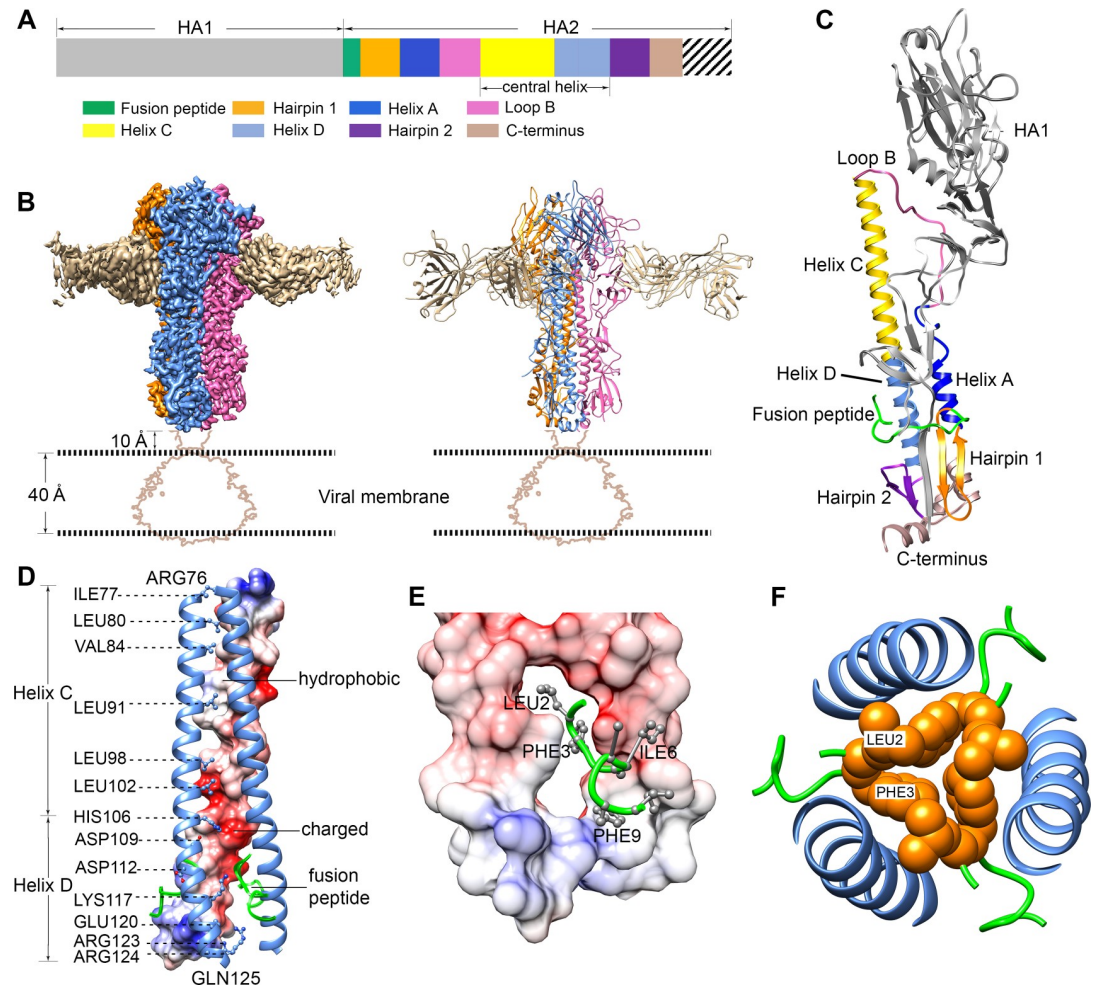 A
HA1
HA2
central helix
Fusion peptide
Hairpin 1
Helix A
Loop B
Helix C
Helix D
Hairpin 2
C-terminus
B
10 Å
40 Å
Viral membrane
C
HA1
Loop B
Helix C
Helix D
Helix A
Fusion peptide
Hairpin 1
Hairpin 2
C-terminus
D
ARG76
ILE77
LEU80
VAL84
hydrophobic
Helix C
LEU91
LEU98
LEU102
HIS106
charged
ASP109
ASP112
Helix D
fusion
peptide
LYS117
GLU120
ARG123
ARG124
GLN125
E
LEU2
PHE3
ILE6
PHE9
F
LEU2
PHE3